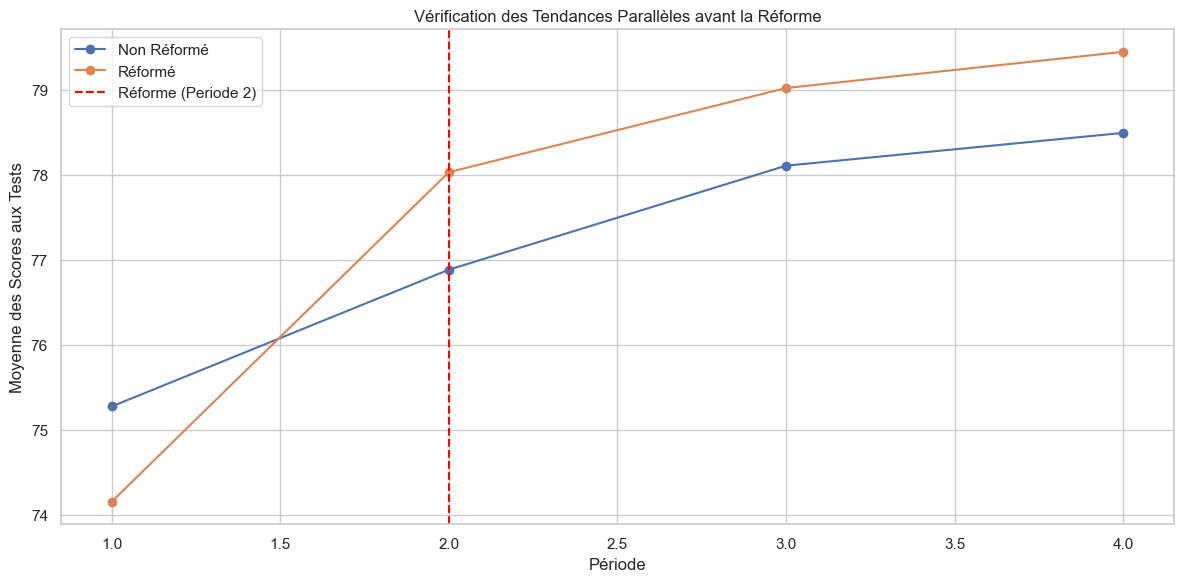 Vérification des Tendances Parallèles avant la Réforme
Non Réformé
Réformé
Réforme (Periode 2)
Moyenne des Scores aux Tests
79
78
77
76
75
74
1.0
1.5
2.0
2.5
3.0
3.5
4.0
Période